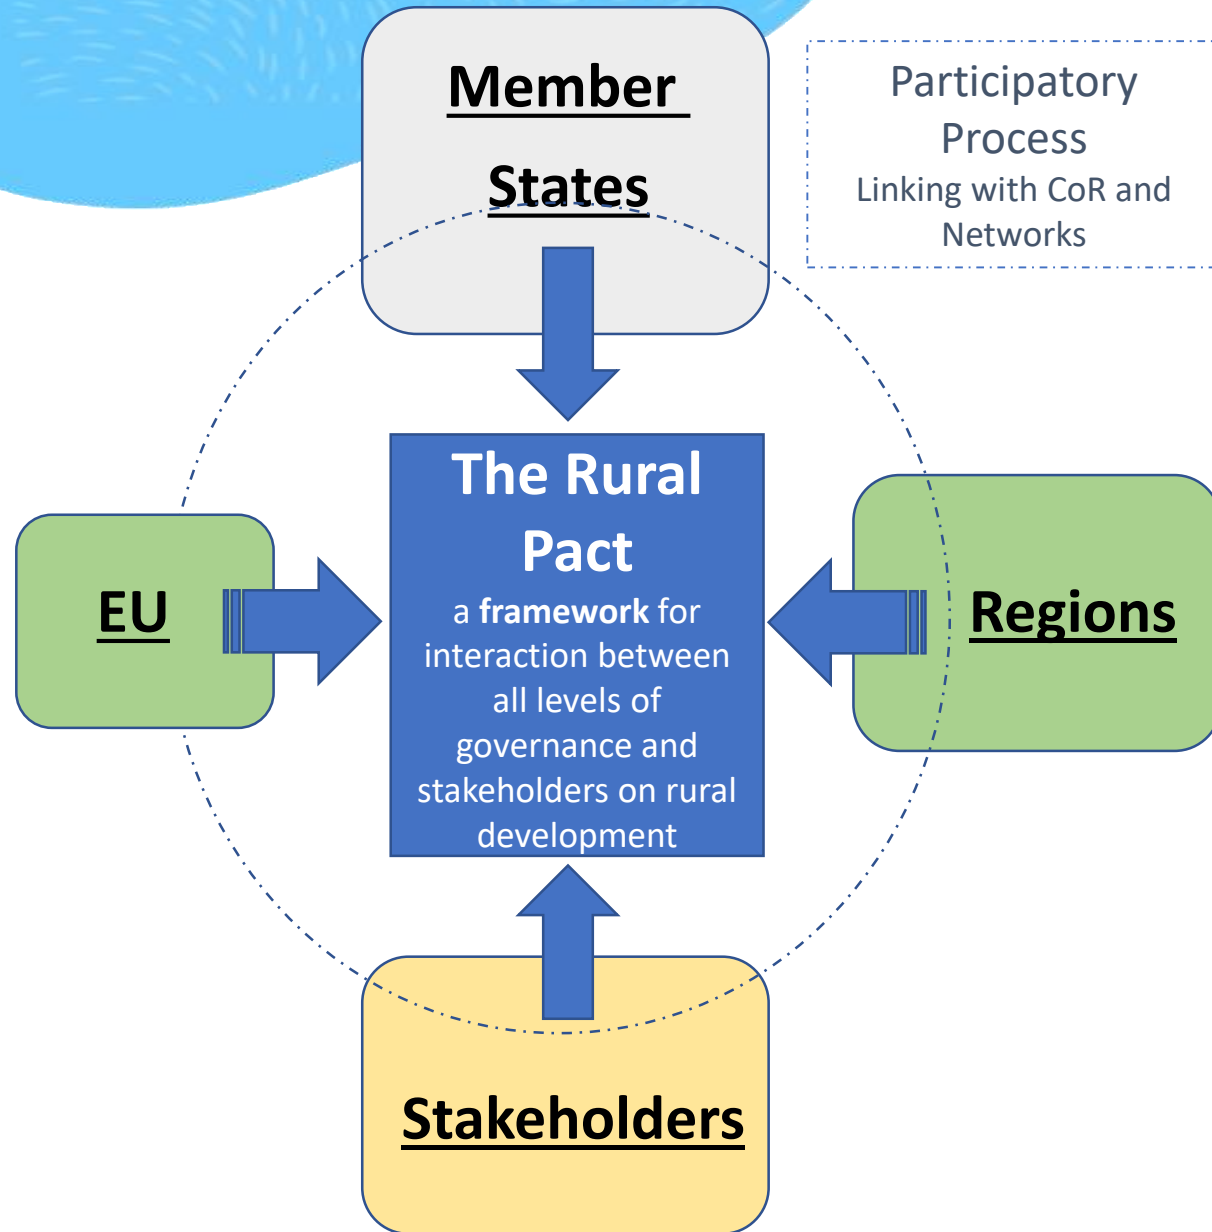 Member
States
Participatory
Process
Linking with CoR and
Networks
The Rural
Pact
a framework for
interaction between
all levels of
governance and
stakeholders on rural
development
EU
Regions
Stakeholders